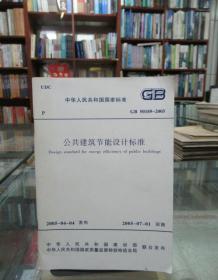 UDC
中华人民共和国国家标准
GB
P
GB 50189-2005
公共建筑节能设计标准
Design standard for energy efficiency of public buildings
2005-04-04 发布
2005-07-01 实施
中华人民共和国建设部
中华人民共和国国家质量监督检验检疫总局
联合发布